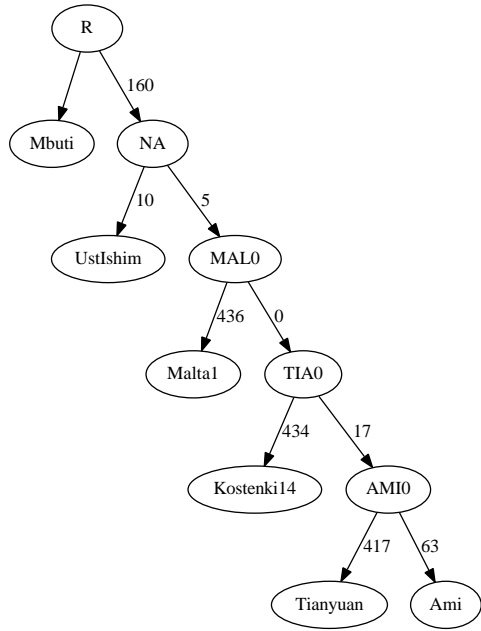 R
160
Mbuti
NA
10
5
UstIshim
MAL0
436
0
Malta1
TIA0
434
17
Kostenki14
AMI0
417
63
Tianyuan
Ami